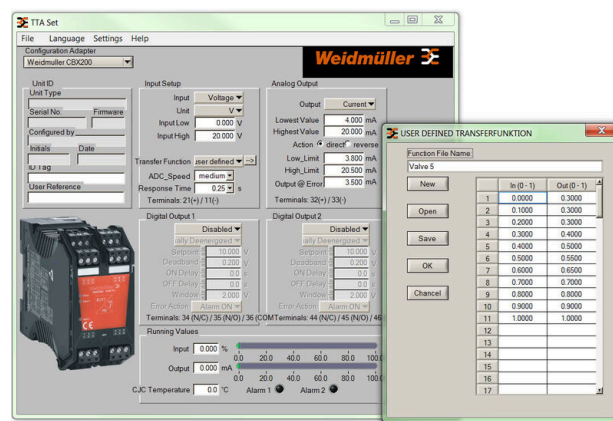 TTA Set
File Language Settings Help
Configuration Adapter
Weidmuller CBX200
Weidmüller
Unit ID
Unit Type
Serial No. Firmware
Configured by
Initials Date
ID Tag
User Reference
Input Setup
Input Voltage
Unit V
Input Low 0.000 V
Input High 20.000 V
Transfer Function ser defined =>
ADC_Speed medium
Response Time 0.25 s
Terminals: 21(+) / 11(-)
Analog Output
Output Current
Lowest Value 4.000 mA
Highest Value 20.000 mA
Action direct reverse
Low_Limit 3.800 mA
High_Limit 20.500 mA
Output @ Error 3.500 mA
Terminals: 32(+) / 33(-)
Digital Output 1
Disabled
ally Deenergized
Setpoint 10.000 V
Deadband 0.200 V
ON Delay 0.0 s
OFF Delay 0.0 s
Window 2.000 V
Error Action Alarm ON
Terminals: 34 (N/C) / 35 (N/O) / 36 (COM
Digital Output 2
Disabled
ally Deenergized
Setpoint 10.000
Deadband 0.200
ON Delay 0.0
OFF Delay 0.0
Window 2.000
Error Action Alarm ON
Terminals: 44 (N/C) / 45 (N/O) / 46
Running Values
Input 0.000 %
0.0 20.0 40.0 60.0 80.0 100.0
Output 0.000 mA
0.0 20.0 40.0 60.0 80.0 100.0
CJC Temperature 0.0 °C Alarm 1 Alarm 2
USER DEFINED TRANSFERFUNKTION
Function File Name
Valve 5
New
Open
Save
OK
Chancel
In (0 - 1) Out (0 - 1)
1 0.0000 0.3000
2 0.1000 0.3000
3 0.2000 0.3000
4 0.3000 0.4000
5 0.4000 0.5000
6 0.5000 0.5500
7 0.6000 0.6500
8 0.7000 0.7000
9 0.8000 0.8000
10 0.9000 0.9000
11 1.0000 1.0000
12
13
14
15
16
17